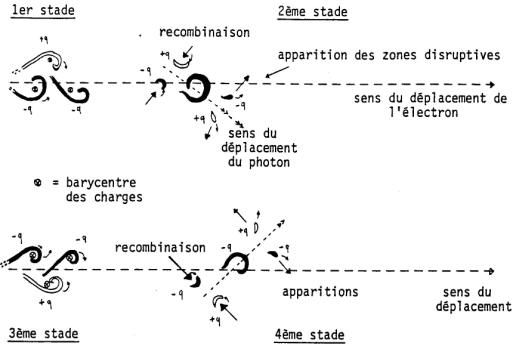 1er stade
2ème stade
+q
recombinaison
+q
apparition des zones disruptives
-q
-q
-q
-q
+q
sens du déplacement de
l'électron
sens du
déplacement
du photon
⊗ = barycentre
des charges
-q
-q
+q
recombinaison
-q
-q
-q
apparitions
sens du
déplacement
+q
+q
3ème stade
4ème stade